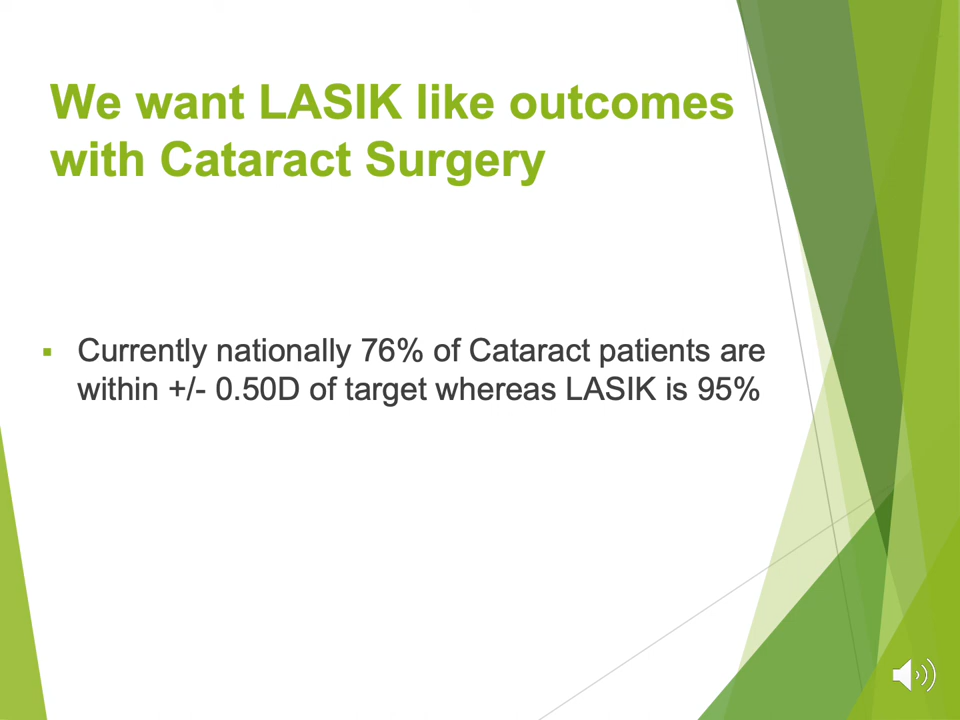 We want LASIK like outcomes
with Cataract Surgery
▪ Currently nationally 76% of Cataract patients are
within +/- 0.50D of target whereas LASIK is 95%